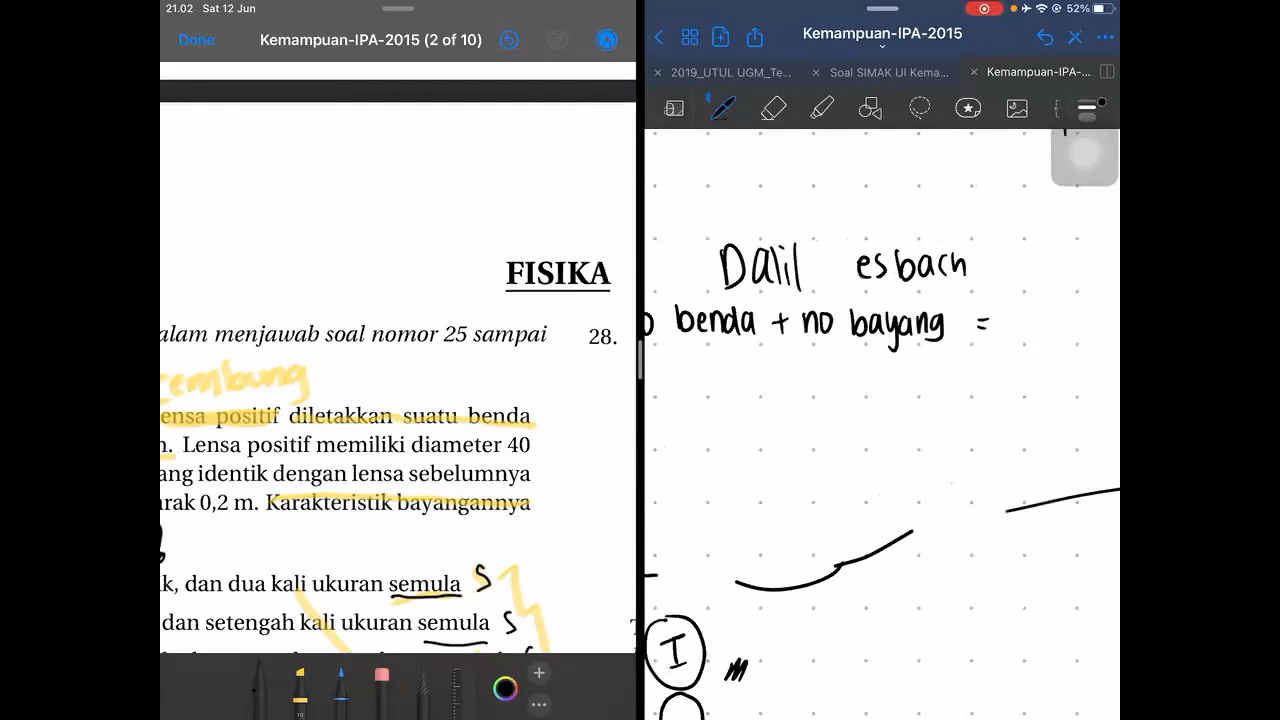 21.02 Sat 12 Jun
Done
Kemampuan-IPA-2015 (2 of 10)
FISIKA
alam menjawab soal nomor 25 sampai
28.
cembung
ensa positif diletakkan suatu benda
n. Lensa positif memiliki diameter 40
ang identik dengan lensa sebelumnya
arak 0,2 m. Karakteristik bayangannya
k, dan dua kali ukuran semula S
dan setengah kali ukuran semula S
70
52%
Kemampuan-IPA-2015
2019_UTUL UGM_Te...
Soal SIMAK UI Kema...
Kemampuan-IPA-...
Dalil esbach
o benda + no bayang =
I